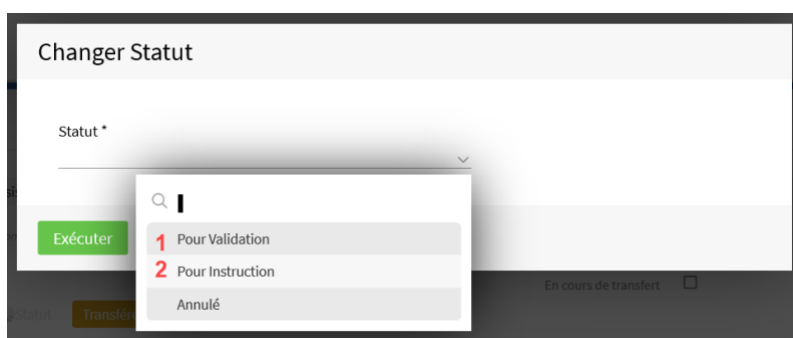 Changer Statut
Statut *
Exécuter
1 Pour Validation
2 Pour Instruction
Annulé
En cours de transfert
Statut